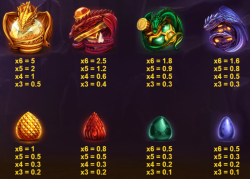 x6 = 5
x5 = 2
x4 = 1
x3 = 0.5
x6 = 2.5
x5 = 1.2
x4 = 0.6
x3 = 0.4
x6 = 1.8
x5 = 0.9
x4 = 0.5
x3 = 0.3
x6 = 1.6
x5 = 0.8
x4 = 0.5
x3 = 0.3
x6 = 1
x5 = 0.5
x4 = 0.3
x3 = 0.2
x6 = 0.8
x5 = 0.5
x4 = 0.3
x3 = 0.2
x6 = 0.5
x5 = 0.3
x4 = 0.2
x3 = 0.1
x6 = 0.5
x5 = 0.3
x4 = 0.2
x3 = 0.1